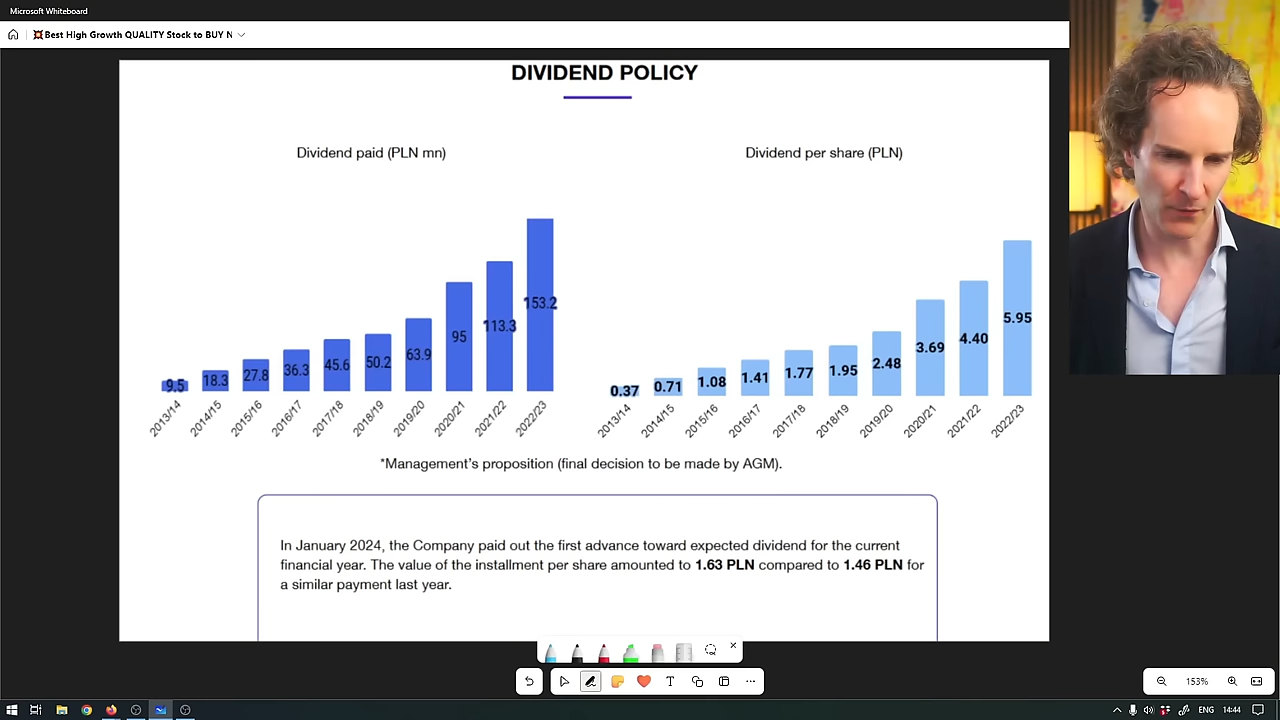 Microsoft Whiteboard
💥Best High Growth QUALITY Stock to BUY N
DIVIDEND POLICY
Dividend paid (PLN mn)
9.5 18.3 27.8 36.3 45.6 50.2 63.9 95 113.3 153.2
2013/14 2014/15 2015/16 2016/17 2017/18 2018/19 2019/20 2020/21 2021/22 2022/23
Dividend per share (PLN)
0.37 0.71 1.08 1.41 1.77 1.95 2.48 3.69 4.40 5.95
2013/14 2014/15 2015/16 2016/17 2017/18 2018/19 2019/20 2020/21 2021/22 2022/23
*Management's proposition (final decision to be made by AGM).
In January 2024, the Company paid out the first advance toward expected dividend for the current
financial year. The value of the installment per share amounted to 1.63 PLN compared to 1.46 PLN for
a similar payment last year.
153%
ENG 14:44